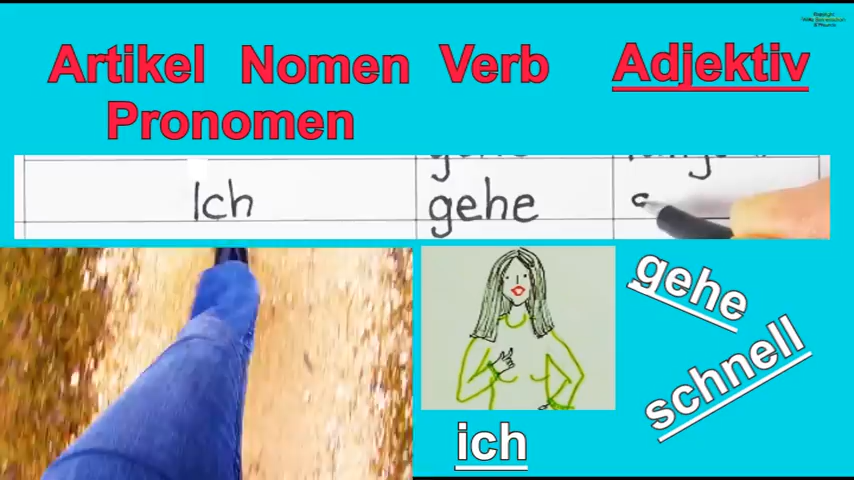 Artikel Nomen Verb Adjektiv
Pronomen
Ich gehe
gehe
schnell
ich